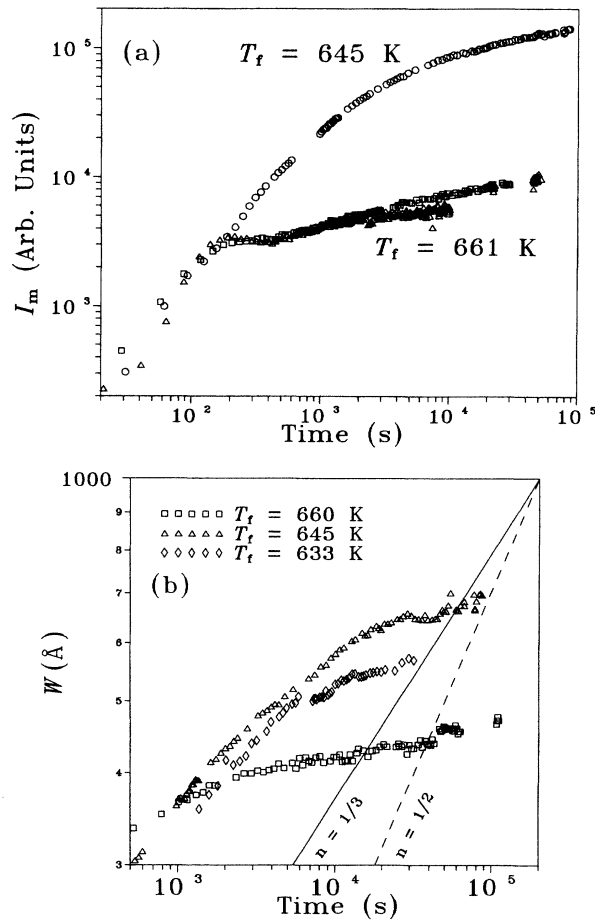 (a)
T_f = 645 K
10^5
10^4
10^3
I_m (Arb. Units)
T_f = 661 K
10^2 10^3 10^4 10^5
Time (s)
1000
9
8
7
6
5
4
3
W(Å)
T_f = 660 K
T_f = 645 K
T_f = 633 K
(b)
n = 1/3
n = 1/2
10^3 10^4 10^5
Time (s)